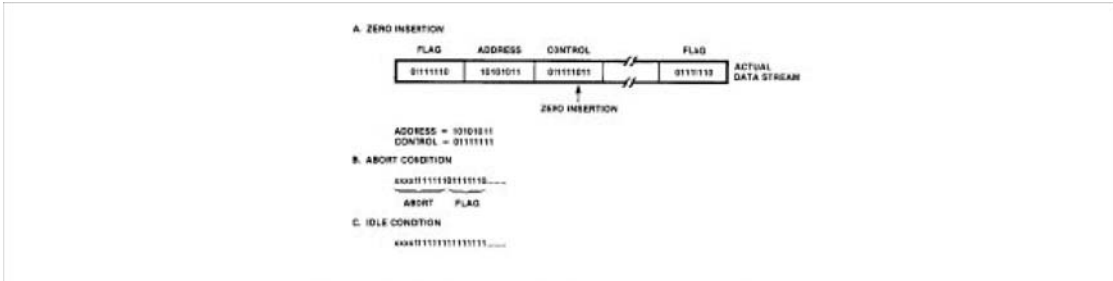 A. ZERO INSERTION
FLAG ADDRESS CONTROL FLAG
01111110 10101011 011111011 01111110 ACTUAL
DATA STREAM
ZERO INSERTION
ADDRESS = 10101011
CONTROL = 01111111
B. ABORT CONDITION
ABORT FLAG
C. IDLE CONDITION